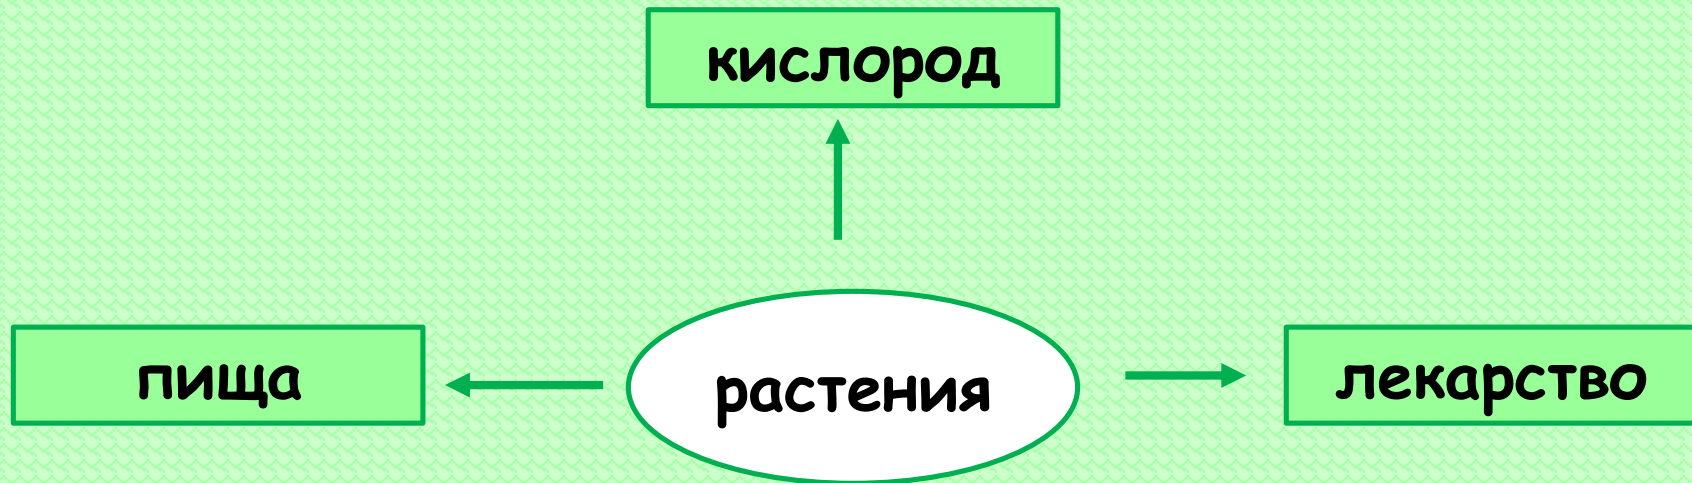 кислород
пища
растения
лекарство